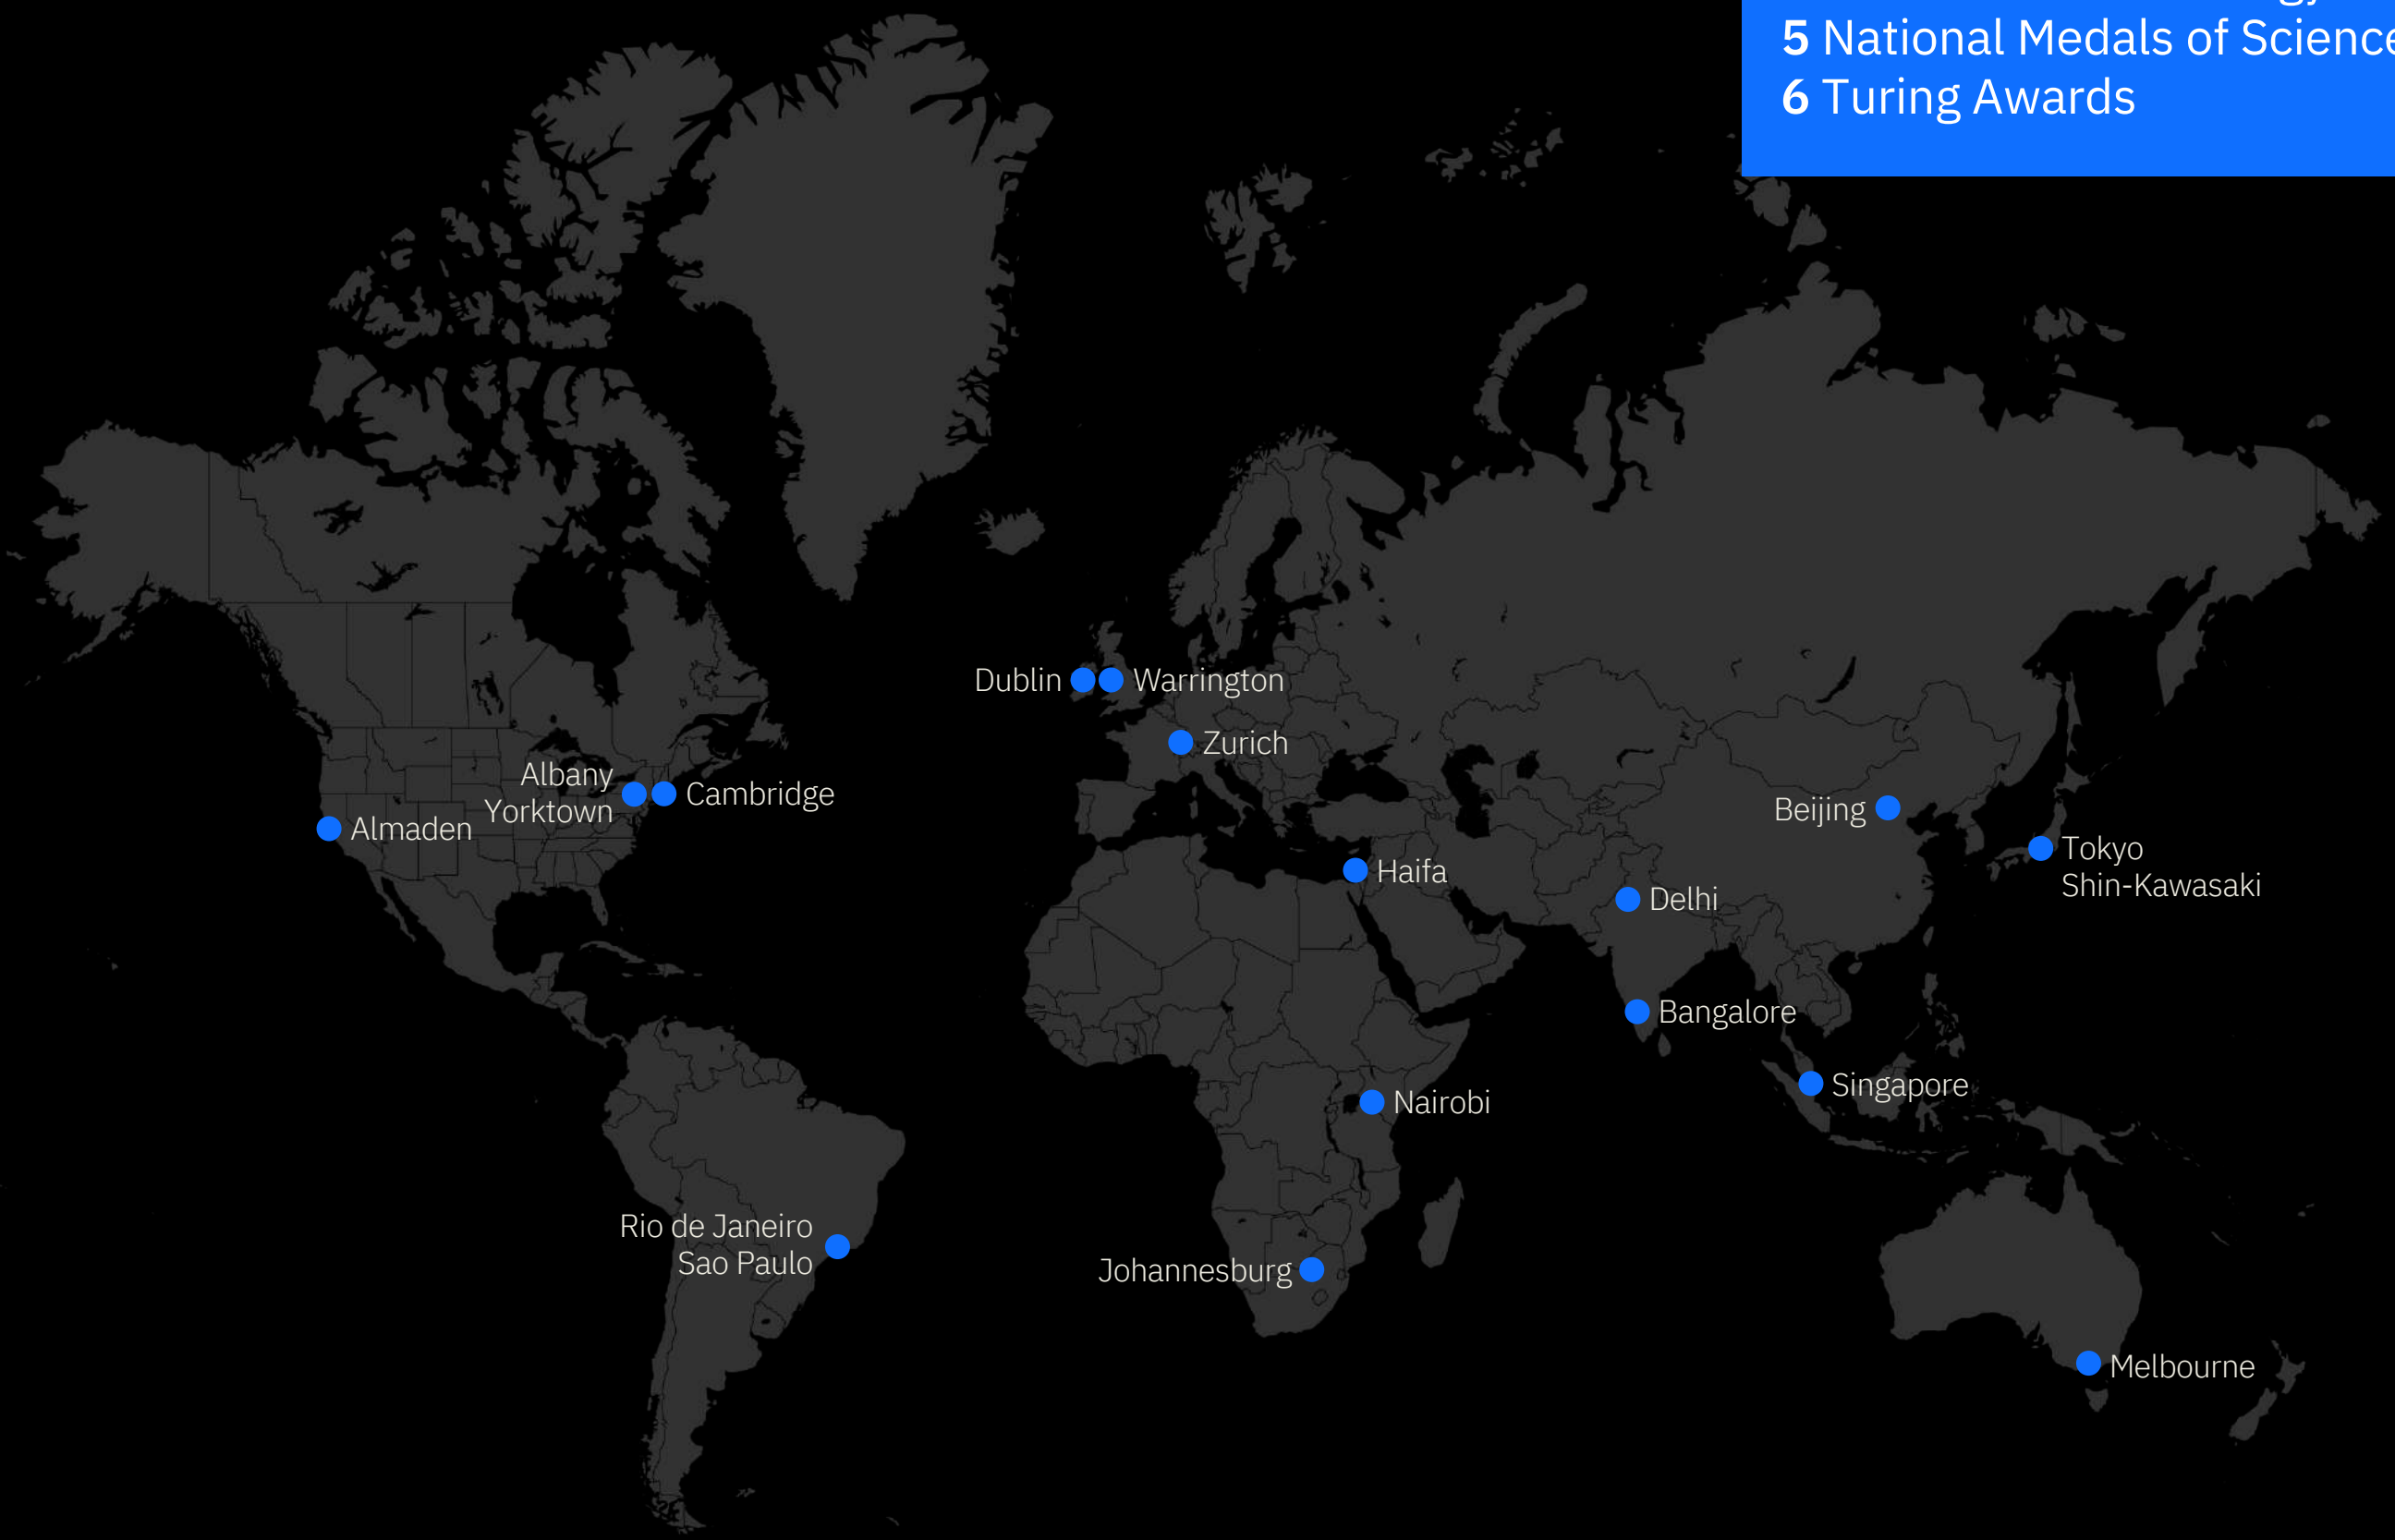 5 National Medals of Science
6 Turing Awards
Dublin
Warrington
Zurich
Albany
Yorktown
Cambridge
Almaden
Beijing
Tokyo
Shin-Kawasaki
Haifa
Delhi
Bangalore
Singapore
Nairobi
Rio de Janeiro
Sao Paulo
Johannesburg
Melbourne